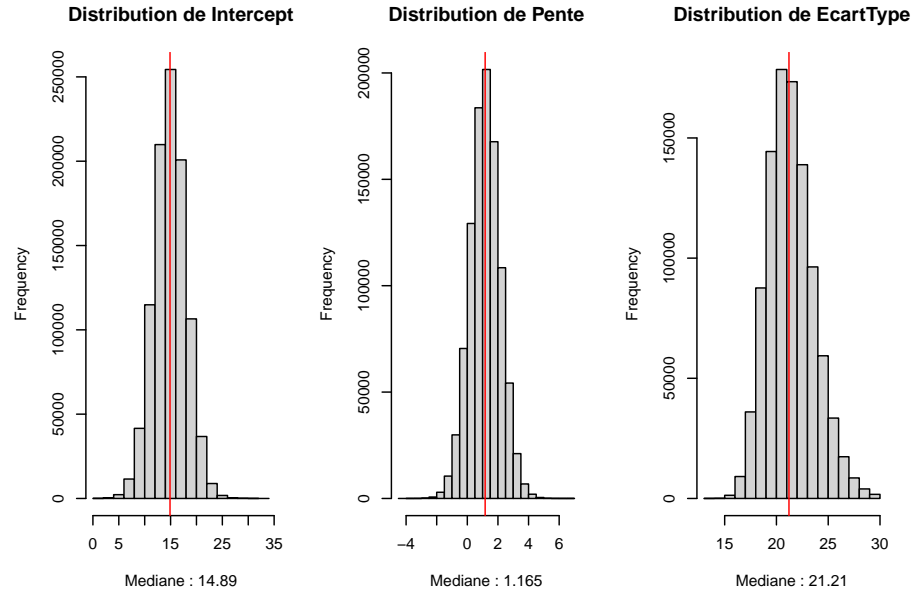 Distribution de Intercept
Frequency
0
50000
100000
150000
200000
250000
0 5 15 25 35
Mediane : 14.89
Distribution de Pente
Frequency
0
50000
100000
150000
200000
−4 0 2 4 6
Mediane : 1.165
Distribution de EcartType
Frequency
0
50000
100000
150000
15 20 25 30
Mediane : 21.21